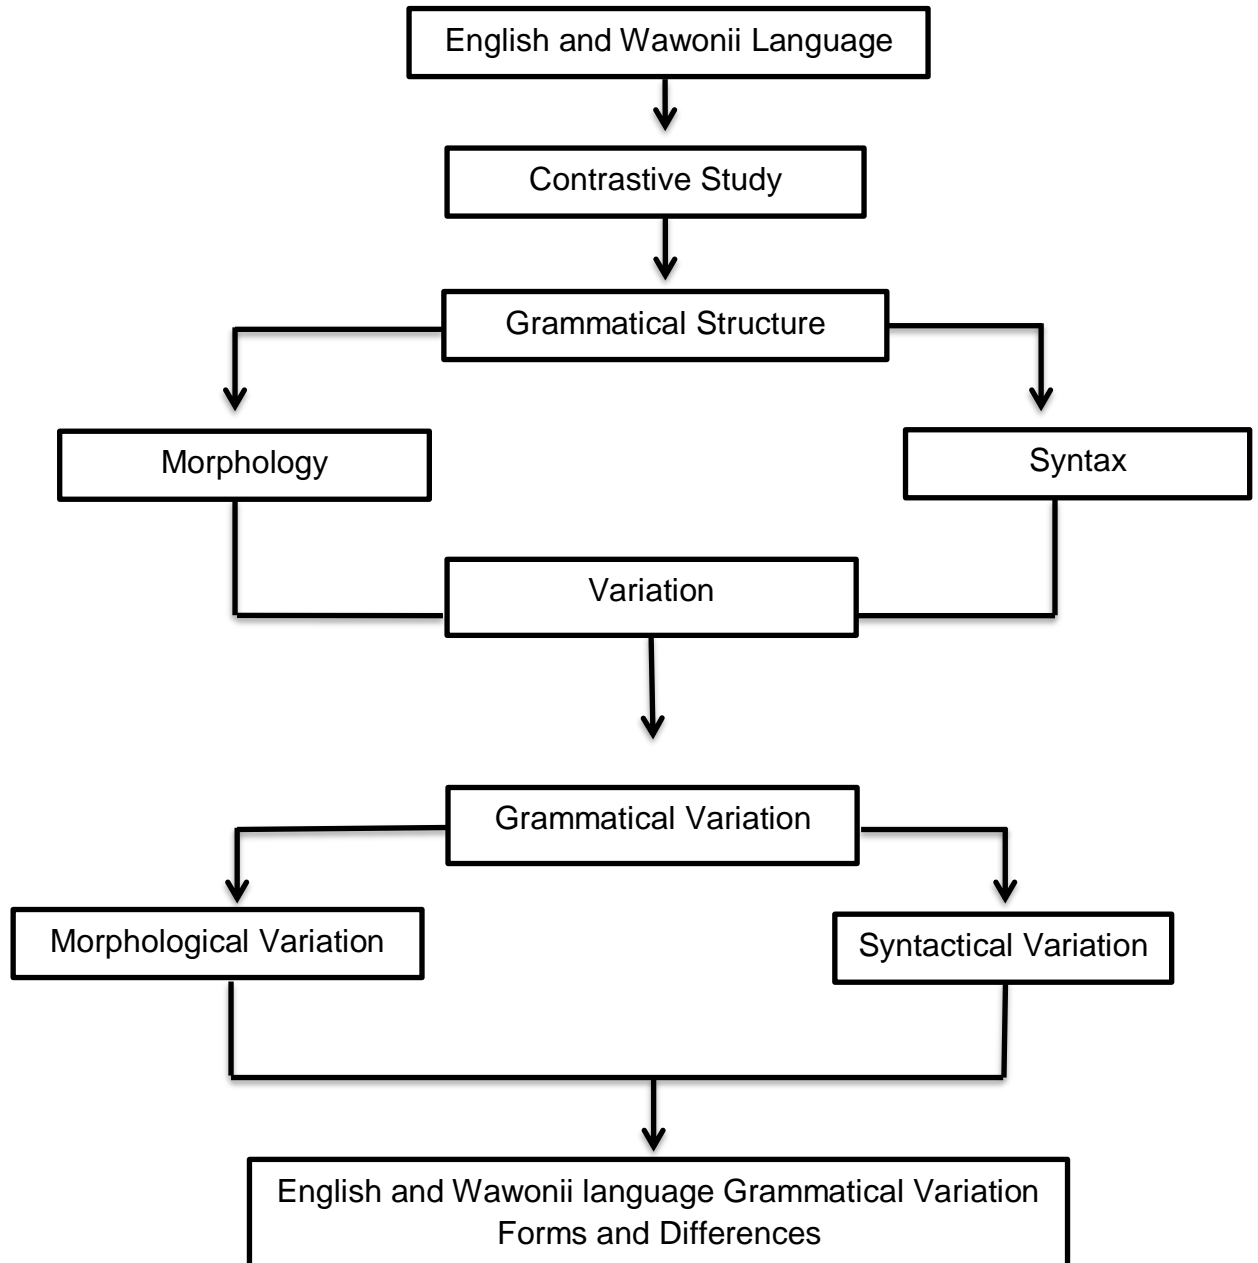 English and Wawonii Language
Contrastive Study
Grammatical Structure
Morphology
Syntax
Variation
Grammatical Variation
Morphological Variation
Syntactical Variation
English and Wawonii language Grammatical Variation
Forms and Differences